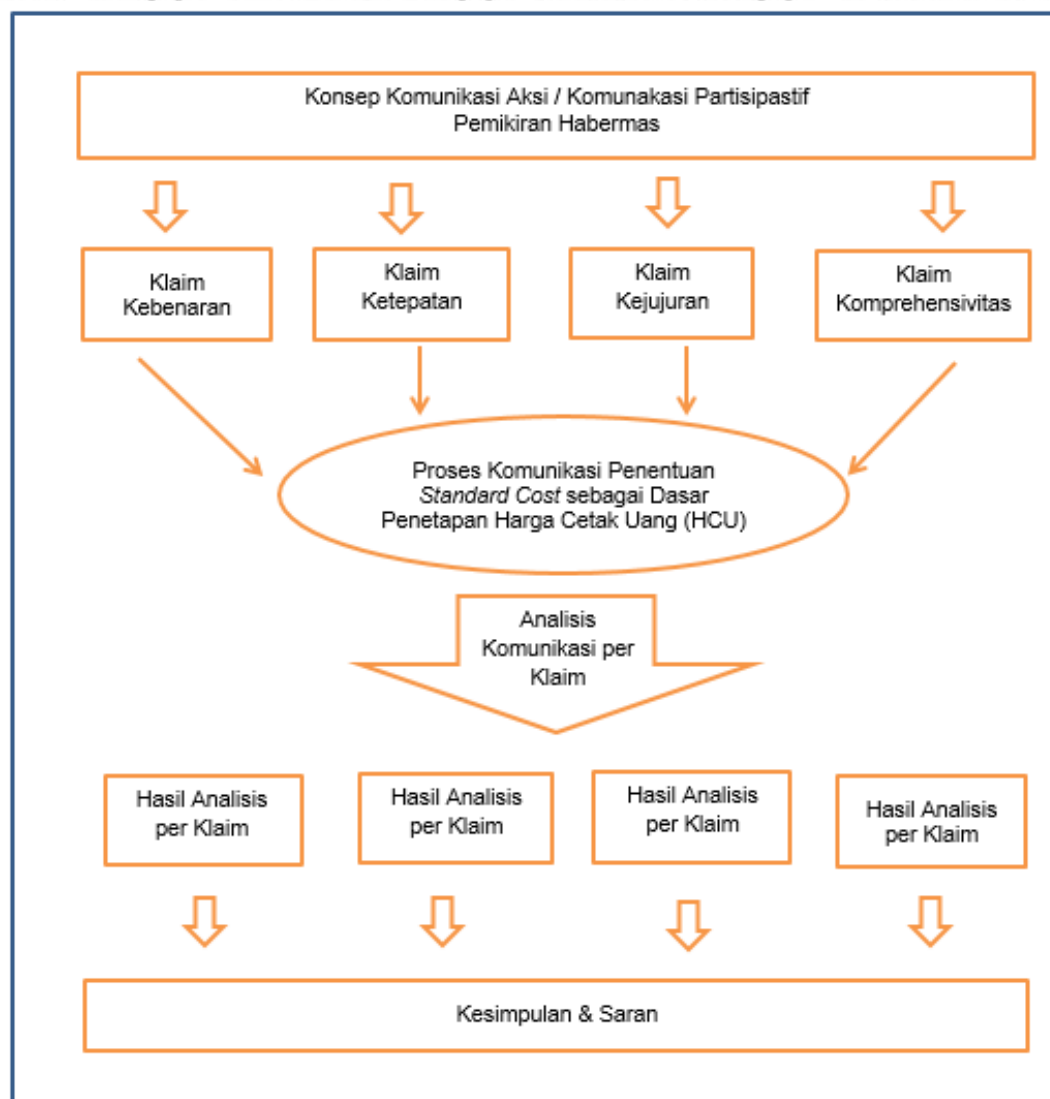 Konsep Komunikasi Aksi / Komunakasi Partisipastif
Pemikiran Habermas
Klaim
Kebenaran
Klaim
Ketepatan
Klaim
Kejujuran
Klaim
Komprehensivitas
Proses Komunikasi Penentuan
Standard Cost sebagai Dasar
Penetapan Harga Cetak Uang (HCU)
Analisis
Komunikasi per
Klaim
Hasil Analisis
per Klaim
Hasil Analisis
per Klaim
Hasil Analisis
per Klaim
Hasil Analisis
per Klaim
Kesimpulan & Saran